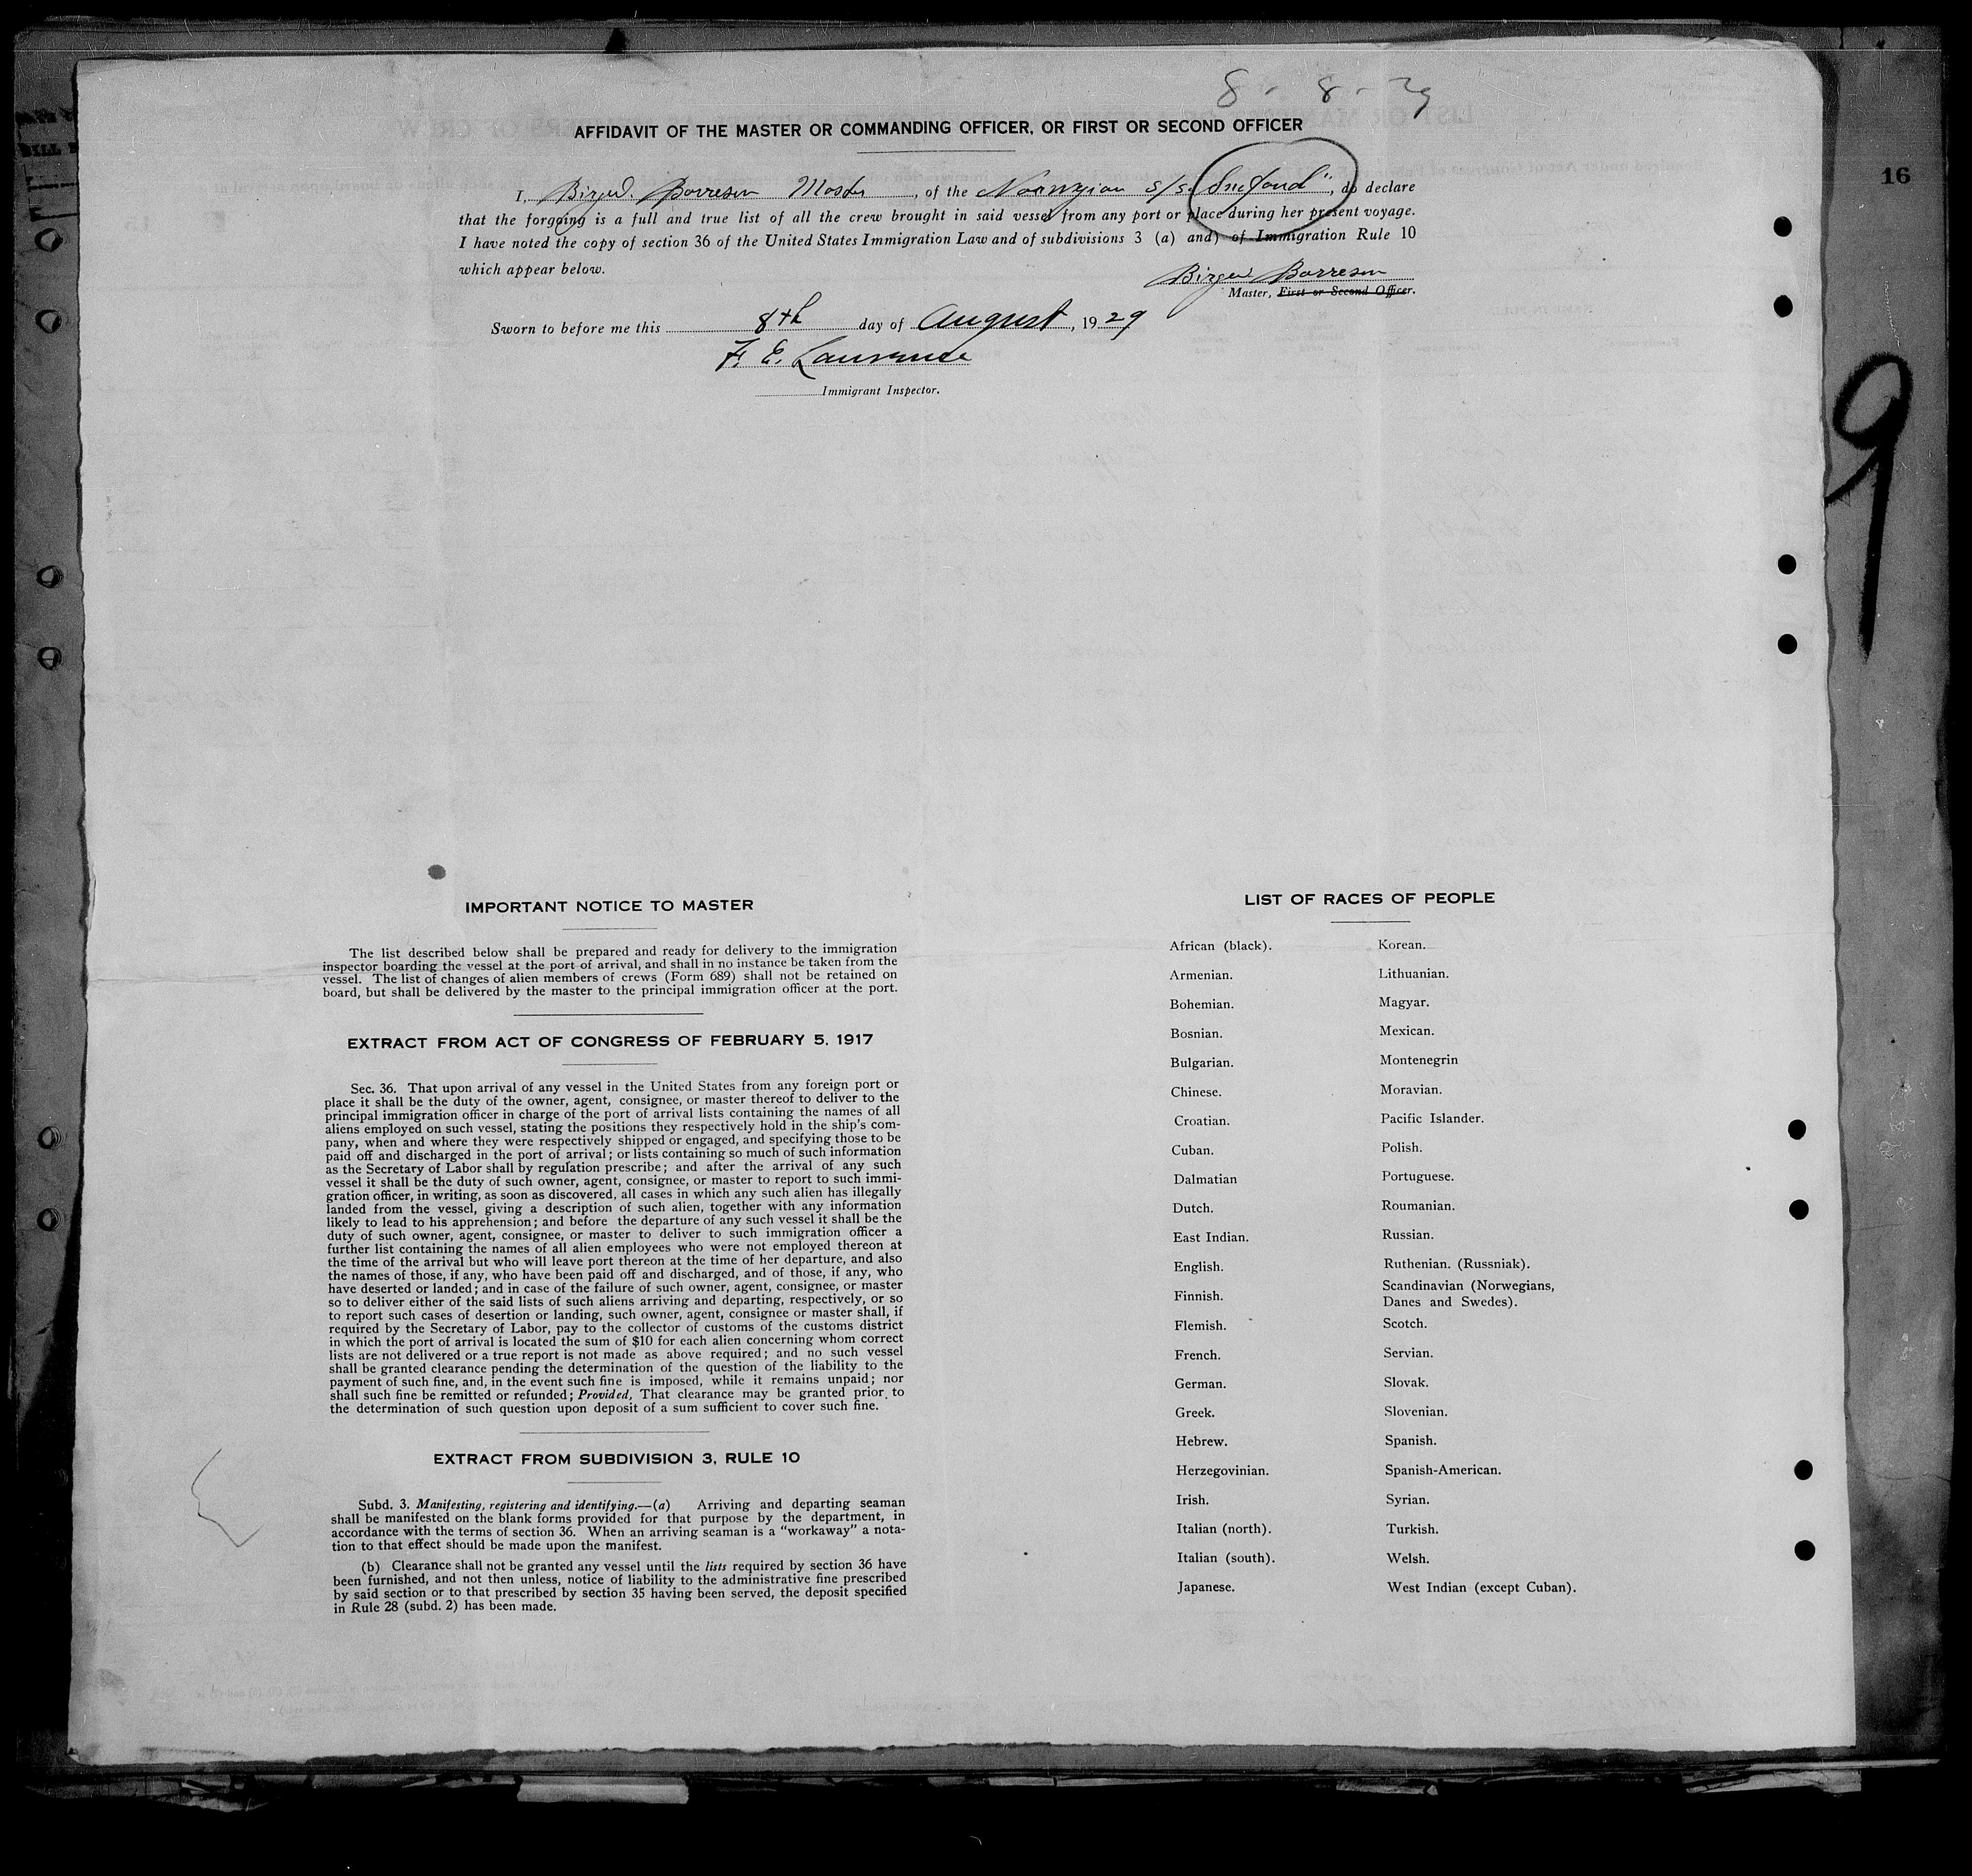 8 - 8 - 29
AFFIDAVIT OF THE MASTER OR COMMANDING OFFICER, OR FIRST OR SECOND OFFICER
I, Birger Borresen Master, of the Norwegian s/s. "Snefond", do declare
that the forgoing is a full and true list of all the crew brought in said vessel from any port or place during her present voyage.
I have noted the copy of section 36 of the United States Immigration Law and of subdivisions 3 (a) and) of Immigration Rule 10
which appear below.
Birger Borresen
Master, First or Second Officer.
Sworn to before me this 8th day of August, 1929
F. E. Lawrence
Immigrant Inspector.
16
9
IMPORTANT NOTICE TO MASTER
The list described below shall be prepared and ready for delivery to the immigration
inspector boarding the vessel at the port of arrival, and shall in no instance be taken from the
vessel. The list of changes of alien members of crews (Form 689) shall not be retained on
board, but shall be delivered by the master to the principal immigration officer at the port.
EXTRACT FROM ACT OF CONGRESS OF FEBRUARY 5, 1917
Sec. 36. That upon arrival of any vessel in the United States from any foreign port or
place it shall be the duty of the owner, agent, consignee, or master thereof to deliver to the
principal immigration officer in charge of the port of arrival lists containing the names of all
aliens employed on such vessel, stating the positions they respectively hold in the ship's com-
pany, when and where they were respectively shipped or engaged, and specifying those to be
paid off and discharged in the port of arrival; or lists containing so much of such information
as the Secretary of Labor shall by regulation prescribe; and after the arrival of any such
vessel it shall be the duty of such owner, agent, consignee, or master to report to such immi-
gration officer, in writing, as soon as discovered, all cases in which any such alien has illegally
landed from the vessel, giving a description of such alien, together with any information
likely to lead to his apprehension; and before the departure of any such vessel it shall be the
duty of such owner, agent, consignee, or master to deliver to such immigration officer a
further list containing the names of all alien employees who were not employed thereon at
the time of the arrival but who will leave port thereon at the time of her departure, and also
the names of those, if any, who have been paid off and discharged, and of those, if any, who
have deserted or landed; and in case of the failure of such owner, agent, consignee, or master
so to deliver either of the said lists of such aliens arriving and departing, respectively, or so
to report such cases of desertion or landing, such owner, agent, consignee or master shall, if
required by the Secretary of Labor, pay to the collector of customs of the customs district
in which the port of arrival is located the sum of $10 for each alien concerning whom correct
lists are not delivered or a true report is not made as above required; and no such vessel
shall be granted clearance pending the determination of the question of the liability to the
payment of such fine, and, in the event such fine is imposed, while it remains unpaid; nor
shall such fine be remitted or refunded; Provided, That clearance may be granted prior to
the determination of such question upon deposit of a sum sufficient to cover such fine.
EXTRACT FROM SUBDIVISION 3, RULE 10
Subd. 3. Manifesting, registering and identifying.—(a) Arriving and departing seaman
shall be manifested on the blank forms provided for that purpose by the department, in
accordance with the terms of section 36. When an arriving seaman is a "workaway" a nota-
tion to that effect should be made upon the manifest.
(b) Clearance shall not be granted any vessel until the lists required by section 36 have
been furnished, and not then unless, notice of liability to the administrative fine prescribed
by said section or to that prescribed by section 35 having been served, the deposit specified
in Rule 28 (subd. 2) has been made.
LIST OF RACES OF PEOPLE
African (black).
Armenian.
Bohemian.
Bosnian.
Bulgarian.
Chinese.
Croatian.
Cuban.
Dalmatian
Dutch.
East Indian.
English.
Finnish.
Flemish.
French.
German.
Greek.
Hebrew.
Herzegovinian.
Irish.
Italian (north).
Italian (south).
Japanese.
Korean.
Lithuanian.
Magyar.
Mexican.
Montenegrin
Moravian.
Pacific Islander.
Polish.
Portuguese.
Roumanian.
Russian.
Ruthenian. (Russniak).
Scandinavian (Norwegians,
Danes and Swedes).
Scotch.
Servian.
Slovak.
Slovenian.
Spanish.
Spanish-American.
Syrian.
Turkish.
Welsh.
West Indian (except Cuban).